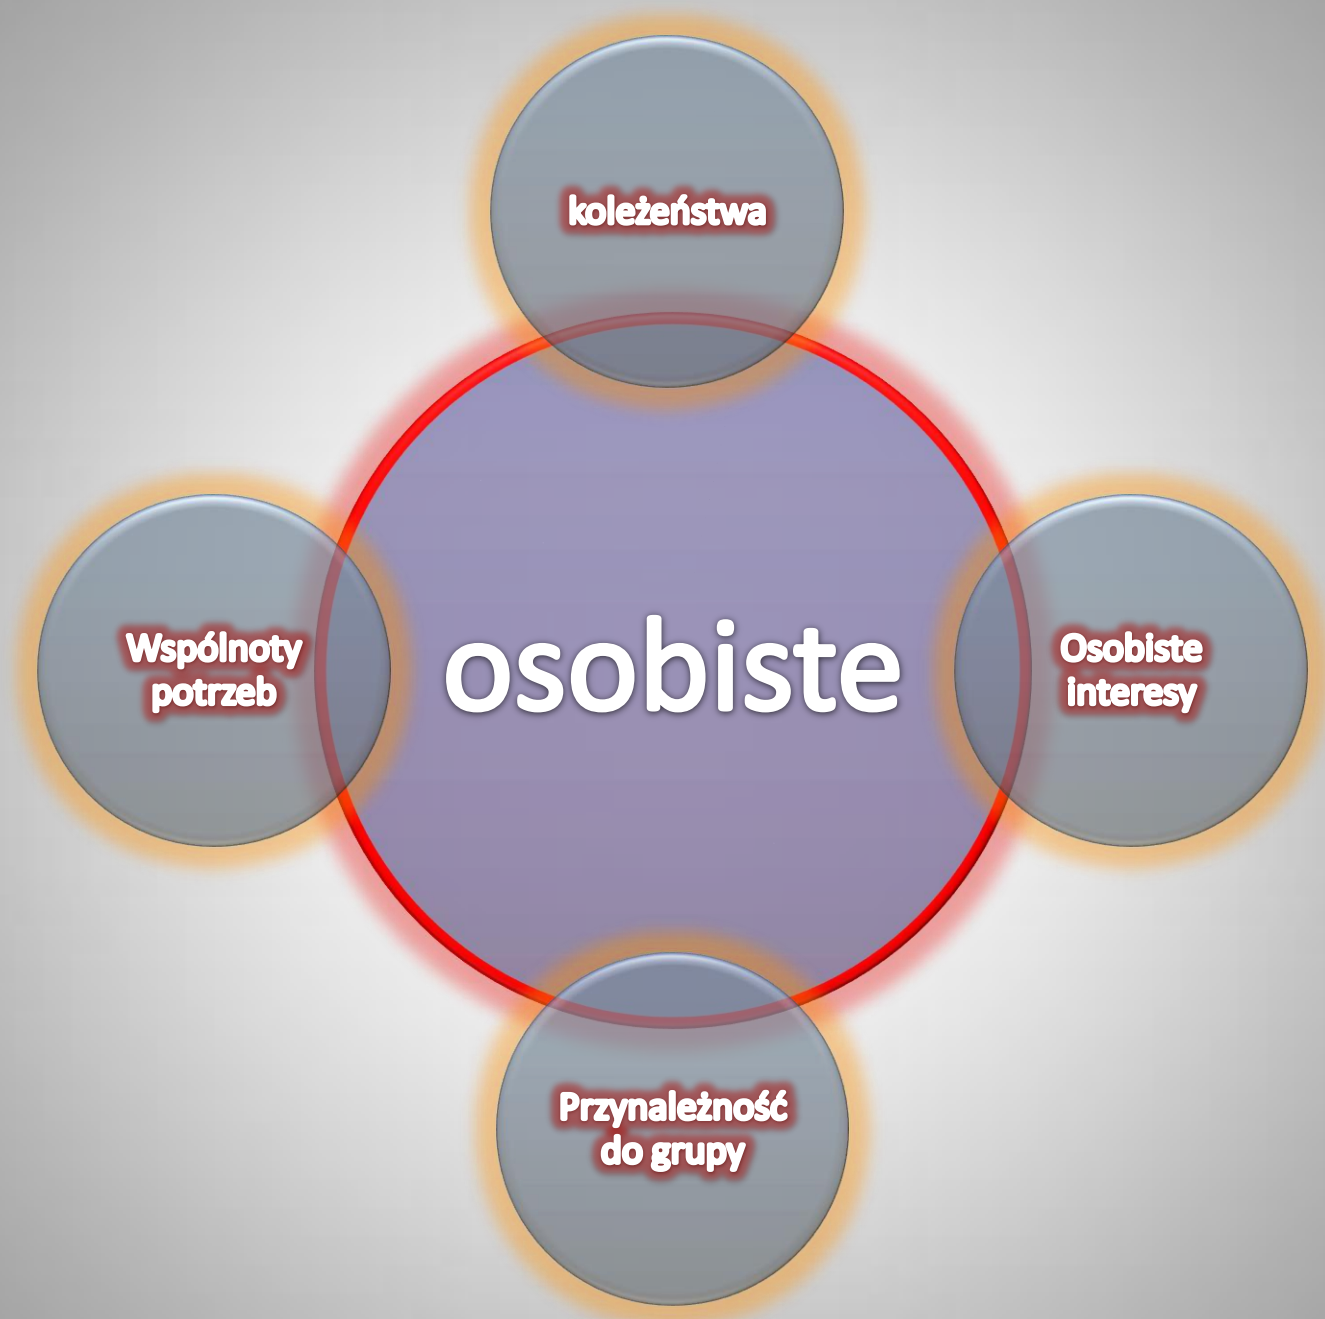 koleżeństwa
Wspólnoty
potrzeb
osobiste
Osobiste
interesy
Przynależność
do grupy